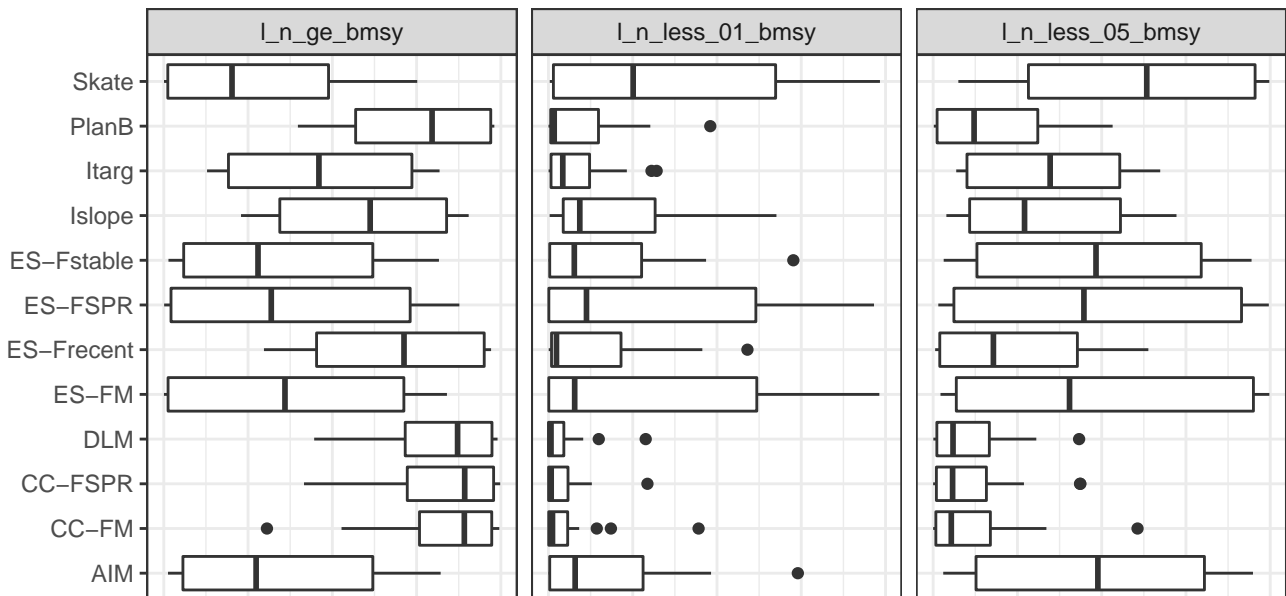 l_n_ge_bmsy
l_n_less_01_bmsy
l_n_less_05_bmsy
Skate
PlanB
Itarg
Islope
ES−Fstable
ES−FSPR
ES−Frecent
ES−FM
DLM
CC−FSPR
CC−FM
AIM